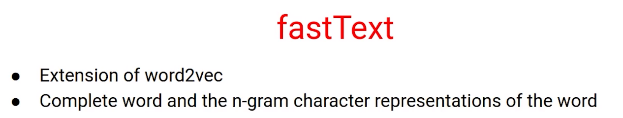 fastText
● Extension of word2vec
● Complete word and the n-gram character representations of the word